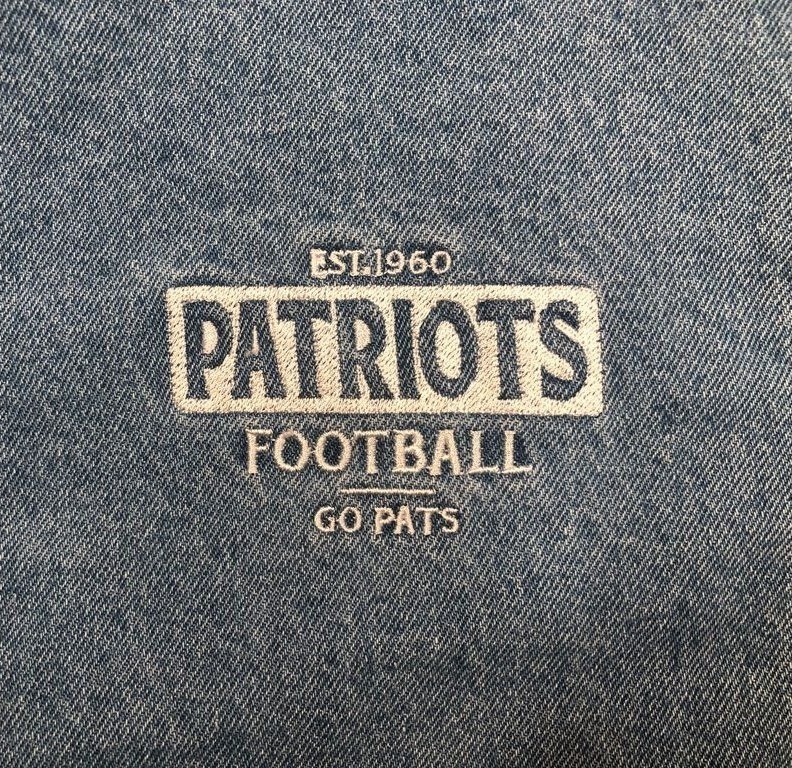 EST.1960
PATRIOTS
FOOTBALL
GO PATS